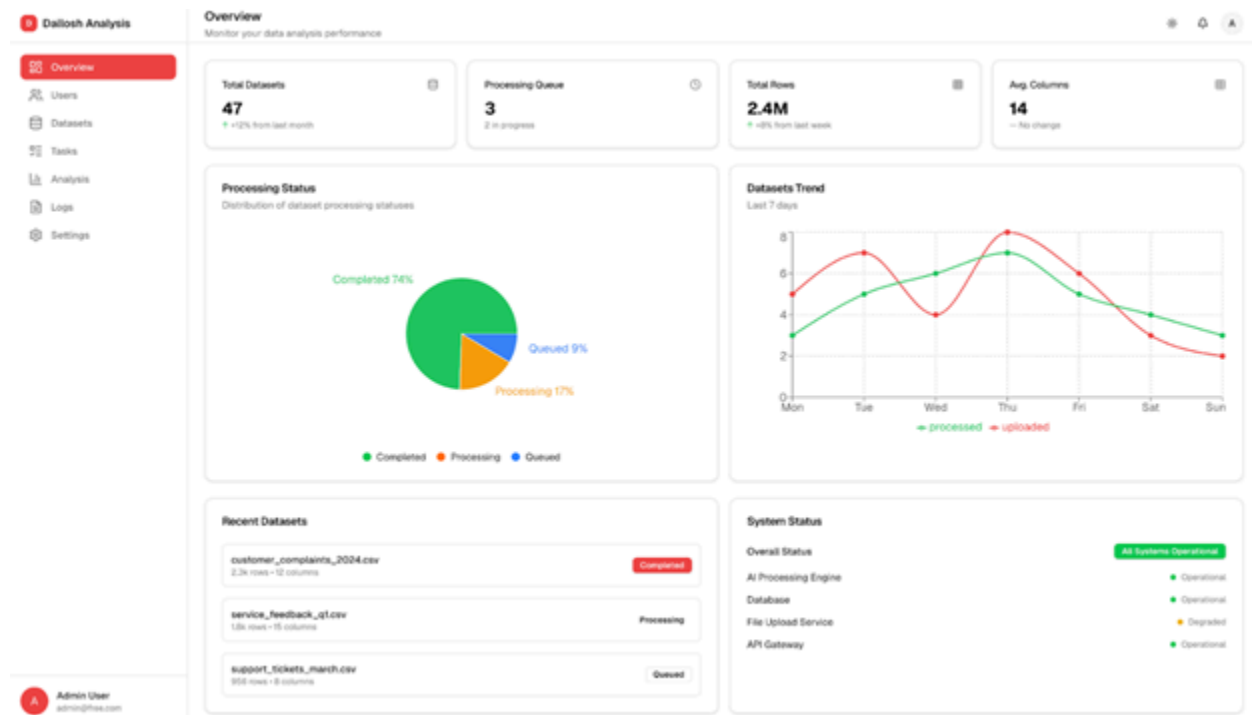 Dallosh Analysis
Overview
Monitor your data analysis performance
A
Overview
Users
Datasets
Tasks
Analysis
Logs
Settings
Total Datasets
47
+12% from last month
Processing Queue
3
2 in progress
Total Rows
2.4M
+8% from last week
Avg. Columns
14
— No change
Processing Status
Distribution of dataset processing statuses
Completed 74%
Queued 9%
Processing 17%
Completed Processing Queued
Datasets Trend
Last 7 days
8
6
4
2
0
Mon Tue Wed Thu Fri Sat Sun
processed uploaded
Recent Datasets
customer_complaints_2024.csv
2.3k rows • 12 columns
Completed
service_feedback_q1.csv
1.8k rows • 15 columns
Processing
support_tickets_march.csv
956 rows • 8 columns
Queued
System Status
Overall Status All Systems Operational
AI Processing Engine Operational
Database Operational
File Upload Service Degraded
API Gateway Operational
A
Admin User
admin@free.com